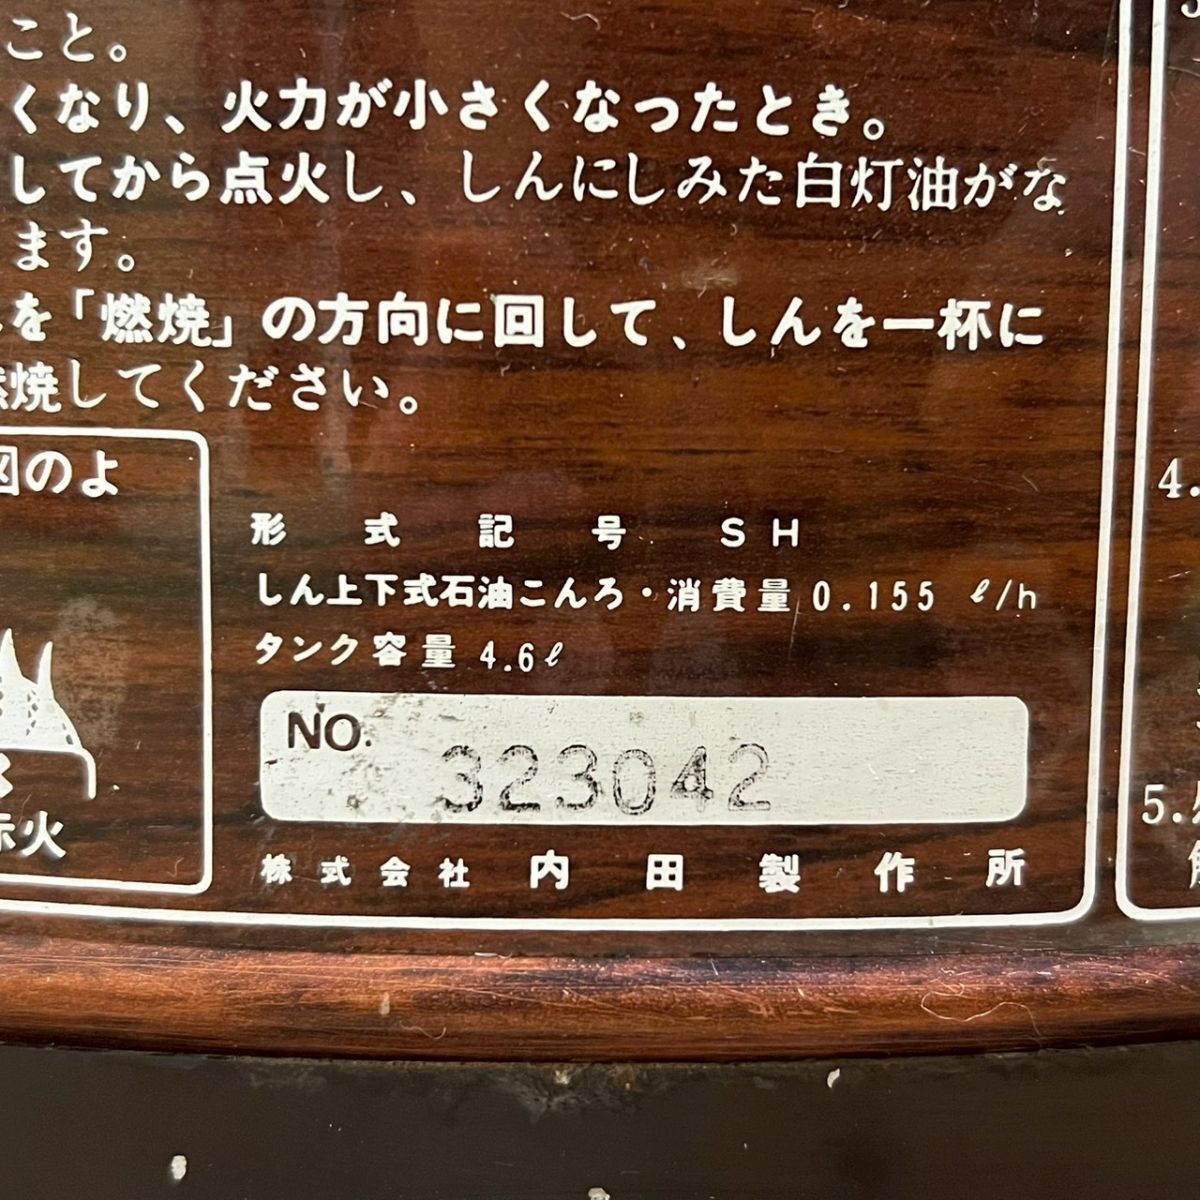 こと。
くなり、火力が小さくなったとき。
してから点火し、しんにしみた白灯油がな
ます。
を「燃焼」の方向に回して、しんを一杯に
燃焼してください。
図のよ
形式記号 SH
しん上下式石油こんろ・消費量 0.155 ℓ/h
タンク容量 4.6ℓ
NO. 323042
赤火
株式会社 内田製作所
4.
5.